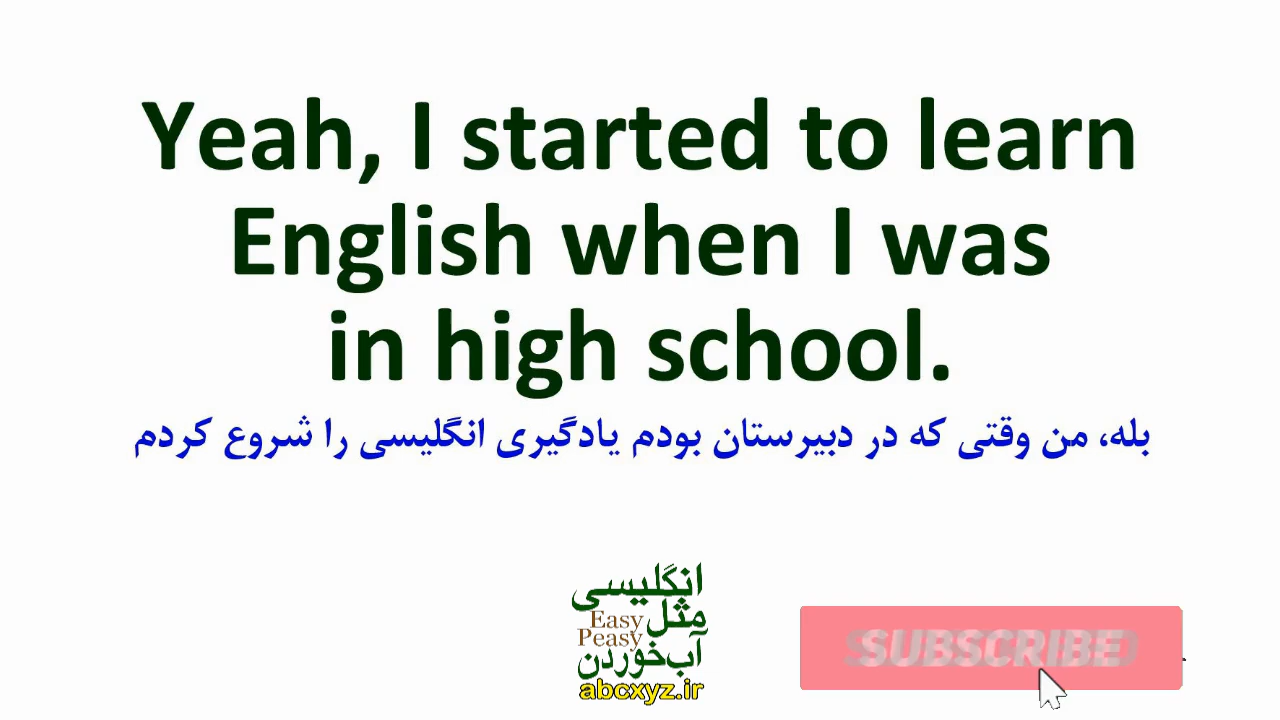 Yeah, I started to learn
English when I was
in high school.
بله، من وقتی که در دبیرستان بودم یادگیری انگلیسی را شروع کردم
انگلیسی
مثل
Easy
Peasy
آب‌خوردن
abcxyz.ir